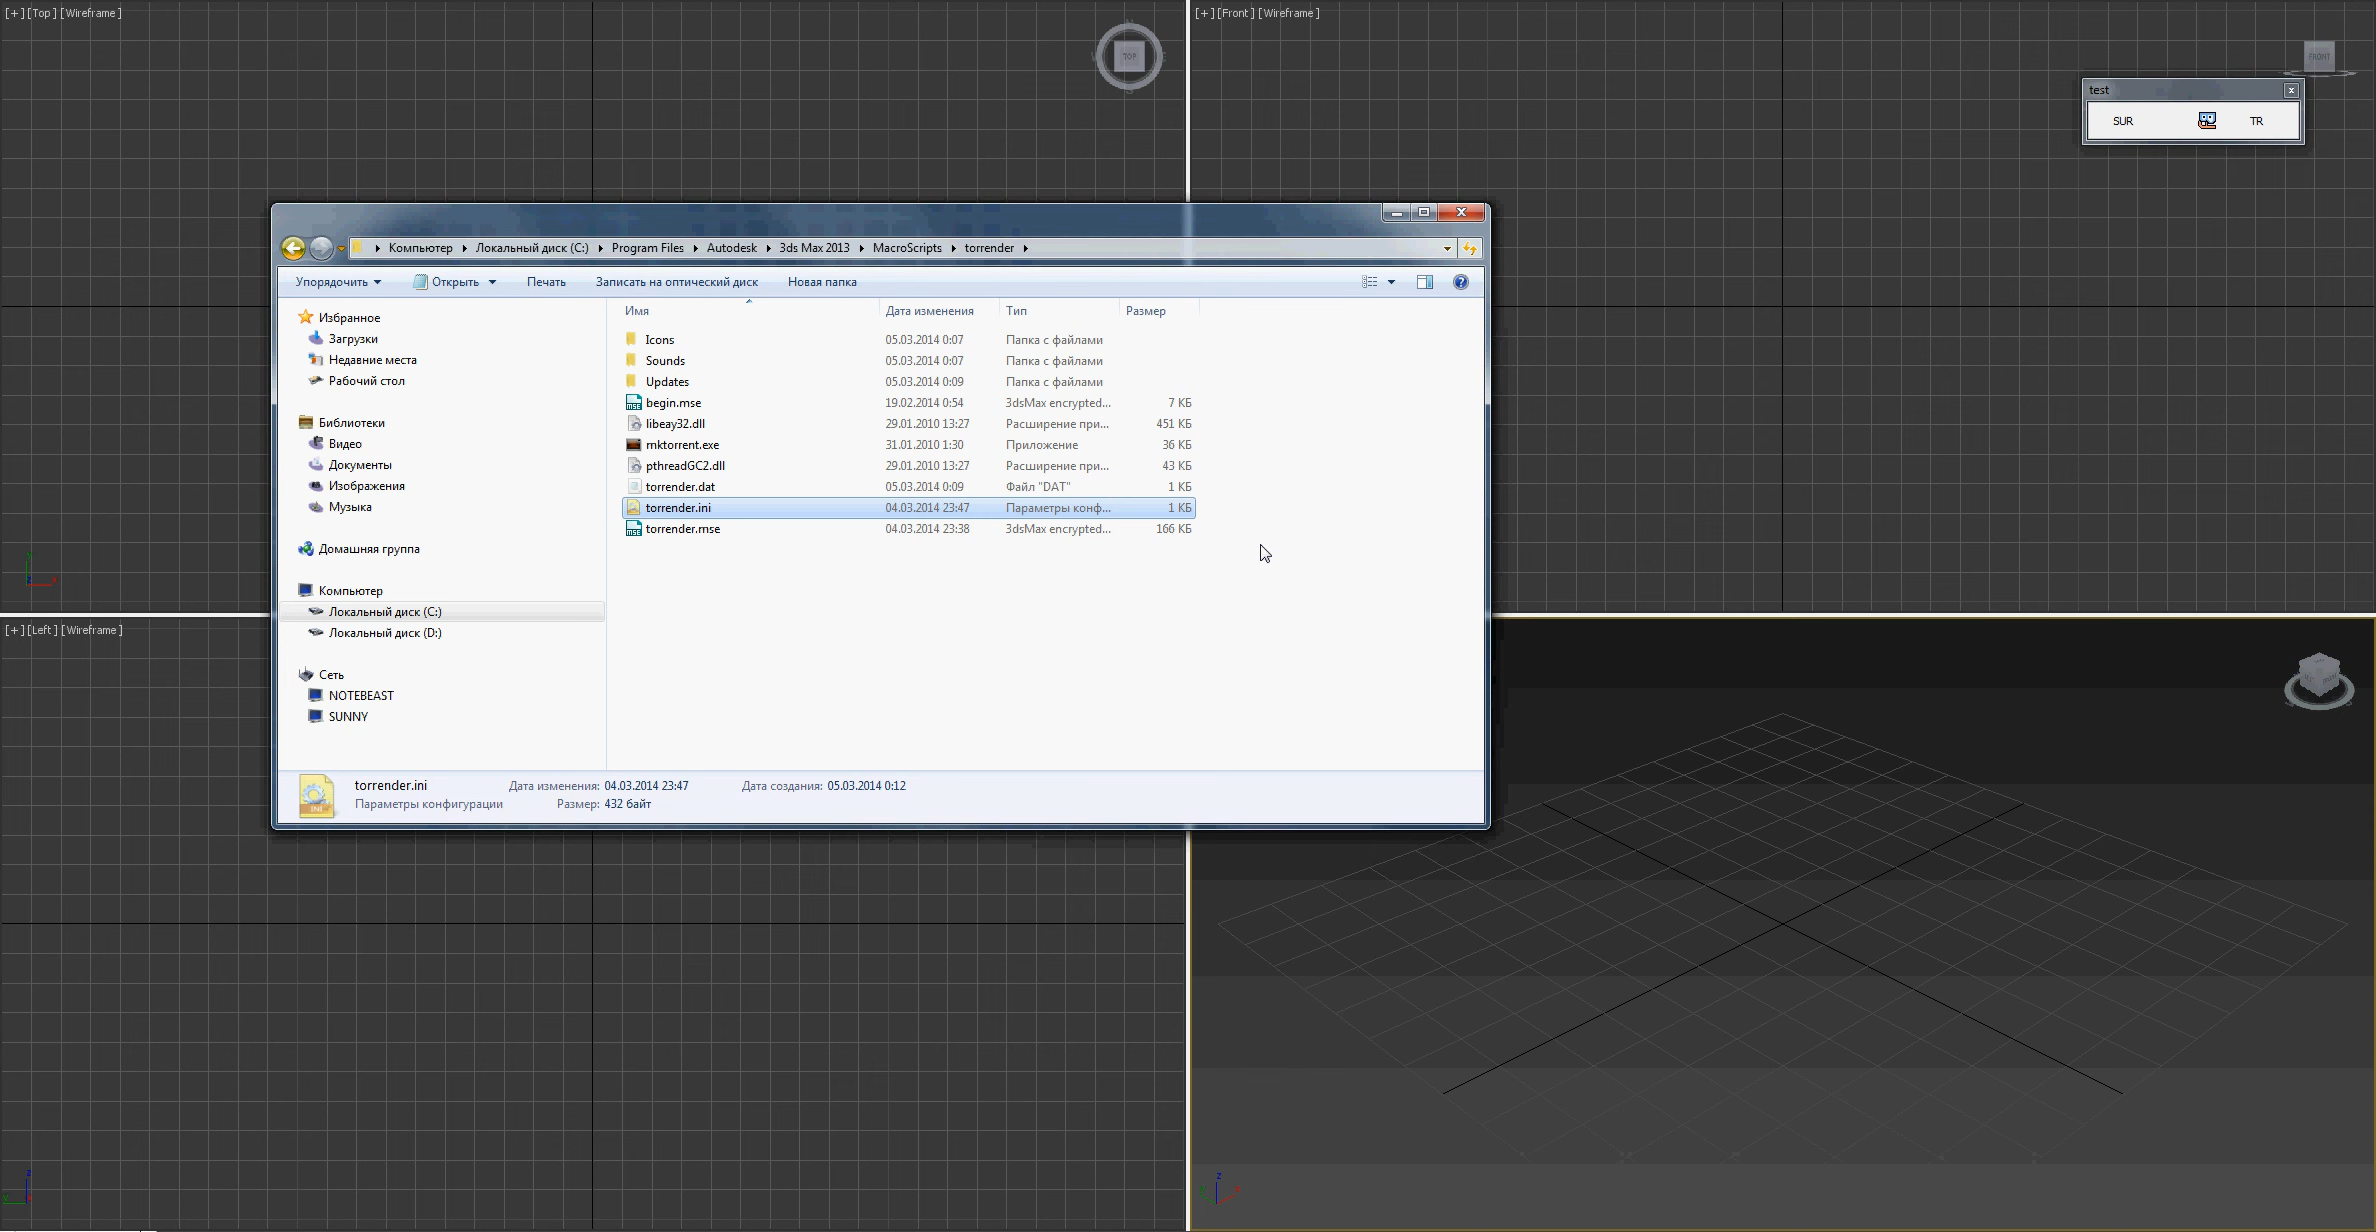 [+][Top][Wireframe]
TOP
[+][Front][Wireframe]
FRONT
test
SUR TR
Компьютер Локальный диск (C:) Program Files Autodesk 3ds Max 2013 MacroScripts torrender
Упорядочить Открыть Печать Записать на оптический диск Новая папка
Имя Дата изменения Тип Размер
Избранное
Загрузки
Недавние места
Рабочий стол
Библиотеки
Видео
Документы
Изображения
Музыка
Домашняя группа
Компьютер
Локальный диск (C:)
Локальный диск (D:)
Сеть
NOTEBEAST
SUNNY
Icons 05.03.2014 0:07 Папка с файлами
Sounds 05.03.2014 0:07 Папка с файлами
Updates 05.03.2014 0:09 Папка с файлами
begin.mse 19.02.2014 0:54 3dsMax encrypted... 7 КБ
libeay32.dll 29.01.2010 13:27 Расширение при... 451 КБ
mktorrent.exe 31.01.2010 1:30 Приложение 36 КБ
pthreadGC2.dll 29.01.2010 13:27 Расширение при... 43 КБ
torrender.dat 05.03.2014 0:09 Файл "DAT" 1 КБ
torrender.ini 04.03.2014 23:47 Параметры конф... 1 КБ
torrender.mse 04.03.2014 23:38 3dsMax encrypted... 166 КБ
torrender.ini Дата изменения: 04.03.2014 23:47 Дата создания: 05.03.2014 0:12
Параметры конфигурации Размер: 432 байт
[+][Left][Wireframe]